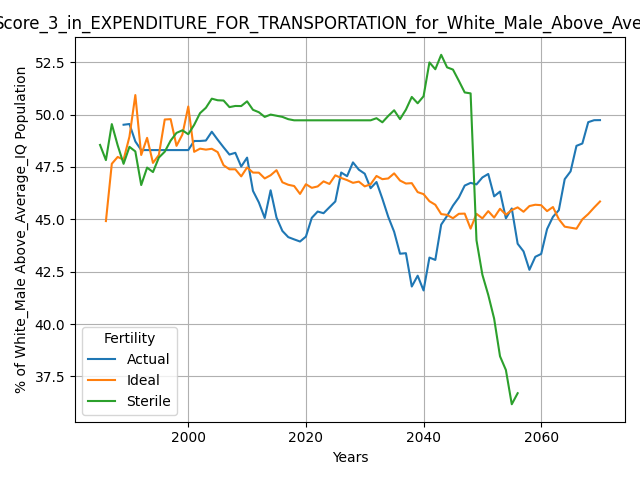 Score_3_in_EXPENDITURE_FOR_TRANSPORTATION_for_White_Male_Above_Ave
% of White_Male Above_Average_IQ Population
52.5
50.0
47.5
45.0
42.5
40.0
37.5
Fertility
Actual
Ideal
Sterile
2000
2020
2040
2060
Years